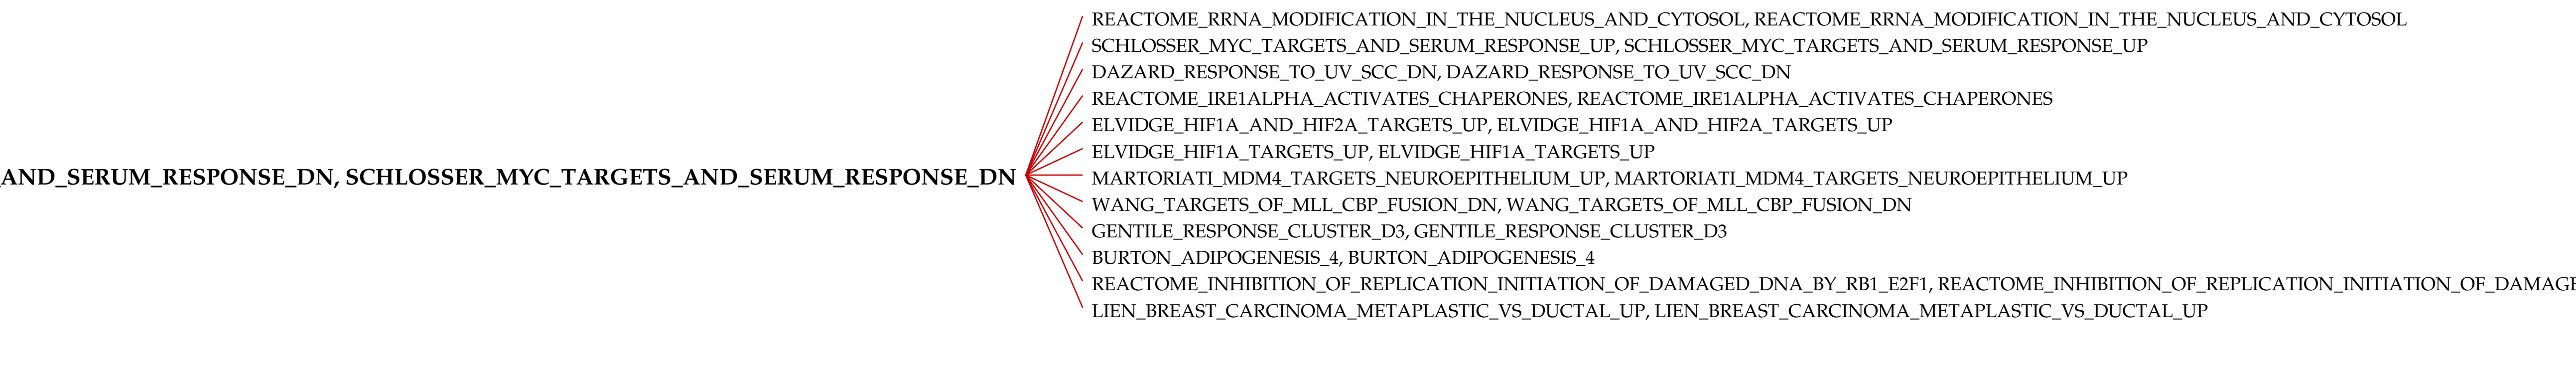 REACTOME_RRNA_MODIFICATION_IN_THE_NUCLEUS_AND_CYTOSOL, REACTOME_RRNA_MODIFICATION_IN_THE_NUCLEUS_AND_CYTOSOL
SCHLOSSER_MYC_TARGETS_AND_SERUM_RESPONSE_UP, SCHLOSSER_MYC_TARGETS_AND_SERUM_RESPONSE_UP
DAZARD_RESPONSE_TO_UV_SCC_DN, DAZARD_RESPONSE_TO_UV_SCC_DN
REACTOME_IRE1ALPHA_ACTIVATES_CHAPERONES, REACTOME_IRE1ALPHA_ACTIVATES_CHAPERONES
ELVIDGE_HIF1A_AND_HIF2A_TARGETS_UP, ELVIDGE_HIF1A_AND_HIF2A_TARGETS_UP
ELVIDGE_HIF1A_TARGETS_UP, ELVIDGE_HIF1A_TARGETS_UP
AND_SERUM_RESPONSE_DN, SCHLOSSER_MYC_TARGETS_AND_SERUM_RESPONSE_DN
MARTORIATI_MDM4_TARGETS_NEUROEPITHELIUM_UP, MARTORIATI_MDM4_TARGETS_NEUROEPITHELIUM_UP
WANG_TARGETS_OF_MLL_CBP_FUSION_DN, WANG_TARGETS_OF_MLL_CBP_FUSION_DN
GENTILE_RESPONSE_CLUSTER_D3, GENTILE_RESPONSE_CLUSTER_D3
BURTON_ADIPOGENESIS_4, BURTON_ADIPOGENESIS_4
REACTOME_INHIBITION_OF_REPLICATION_INITIATION_OF_DAMAGED_DNA_BY_RB1_E2F1, REACTOME_INHIBITION_OF_REPLICATION_INITIATION_OF_DAMAGE
LIEN_BREAST_CARCINOMA_METAPLASTIC_VS_DUCTAL_UP, LIEN_BREAST_CARCINOMA_METAPLASTIC_VS_DUCTAL_UP